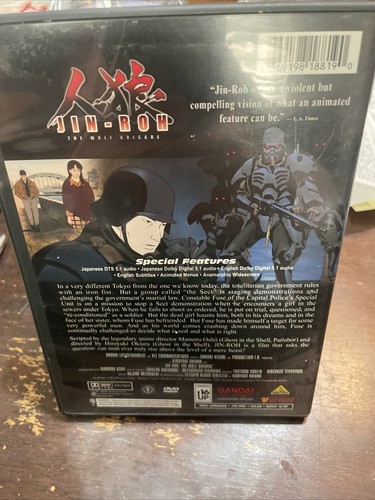 98198 18819 0
人狼
JIN-ROH
THE WOLF BRIGADE
"Jin-Roh offers a violent but
compelling vision of what an animated
feature can be."
—L.A. Times
Special Features
Japanese DTS 5.1 audio • Japanese Dolby Digital 5.1 audio • English Dolby Digital 5.1 audio
• English Subtitles • Animated Menus • Anamorphic Widescreen
In a very different Tokyo from the one we know today, the totalitarian government rules
with an iron fist. But a group called "the Sect" is staging demonstrations and
challenging the government's martial law. Constable Fuse of the Capital Police's Special
Unit is on a mission to stop a Sect demonstration when he encounters a girl in the
sewers under Tokyo. When he fails to shoot as ordered, he is put on trial, questioned, and
"re-conditioned" as a soldier. But the dead girl haunts him, both in his dreams and in the
face of her sister, whom he has befriended. But Fuse has made himself a target for some
very powerful men. And as his world comes crashing down around him, Fuse is
continually challenged to decide what is real and what is right.
Scripted by the legendary anime director Mamoru Oshii (Ghost in the Shell, Patlabor) and
directed by Hiroyuki Okiura (Ghost in the Shell), JIN-ROH is a film that asks the
question: can man ever truly rise above the level of a mere beast?
DVD
16
UP
BANDAI